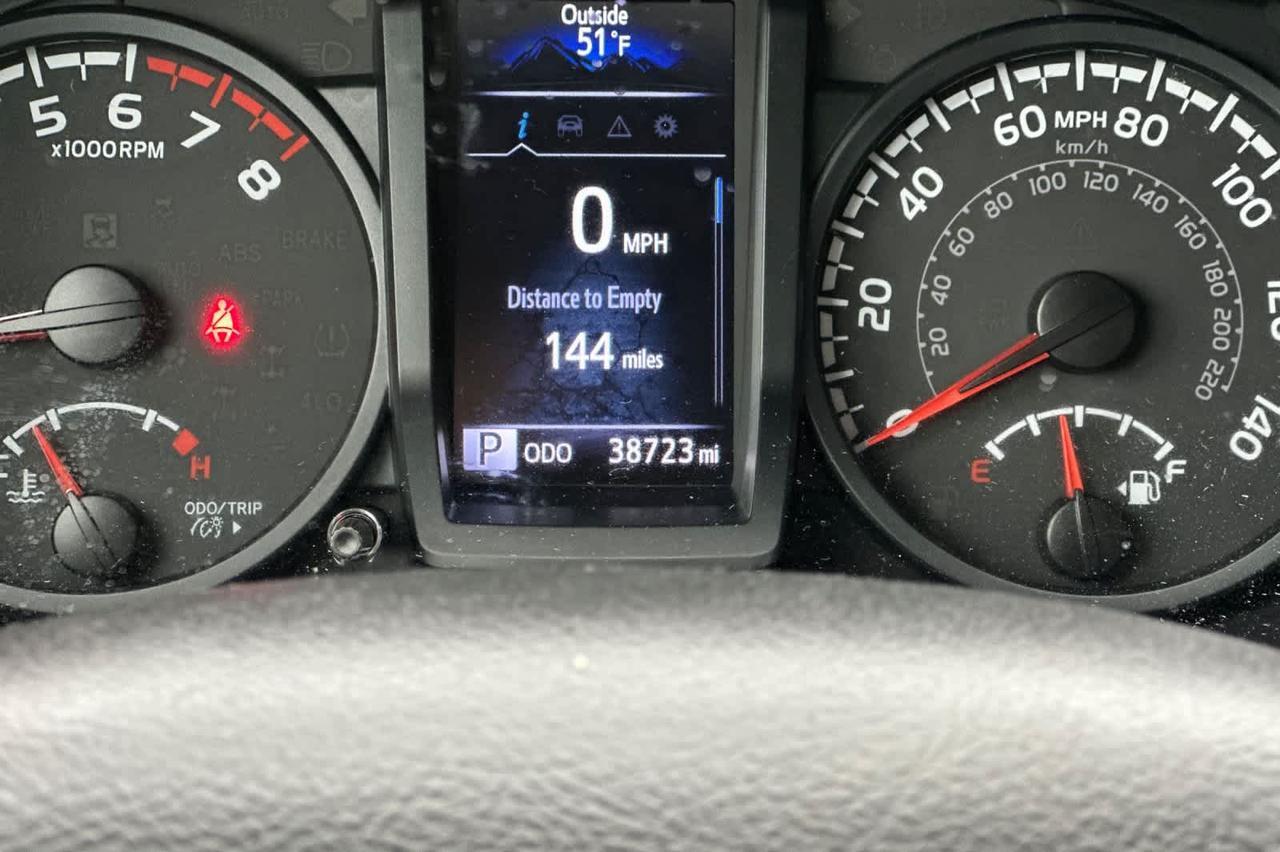 AUTO
Outside
51°F
5
6
7
8
x1000RPM
ABS
BRAKE
H
ODO/TRIP
i
0 MPH
Distance to Empty
144 miles
P ODO 38723 mi
0
20
40
60 MPH 80
100
140
km/h
20
40
60
80
100
120
140
160
180
200
220
E
F